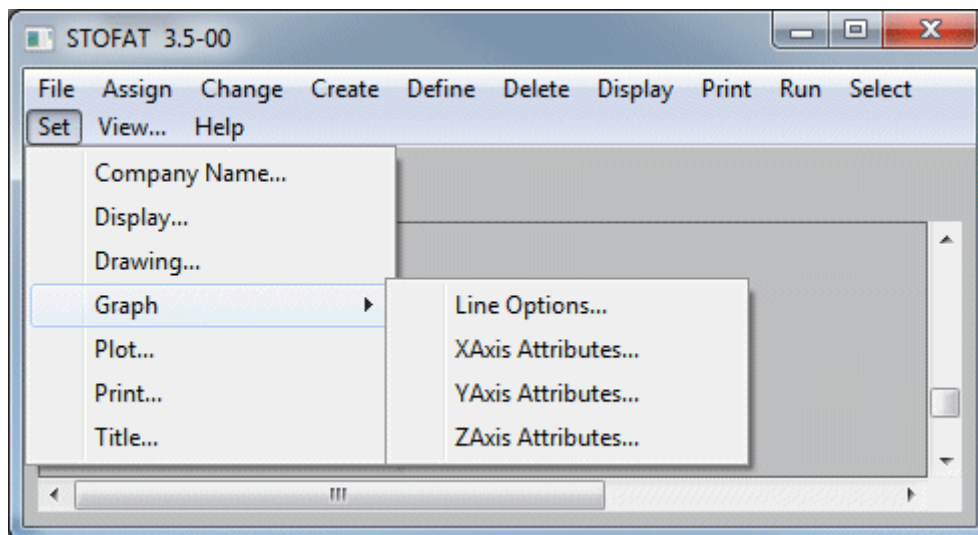 STOFAT 3.5-00
File Assign Change Create Define Delete Display Print Run Select
Set View... Help
Company Name...
Display...
Drawing...
Graph
Line Options...
XAxis Attributes...
Plot...
YAxis Attributes...
Print...
ZAxis Attributes...
Title...